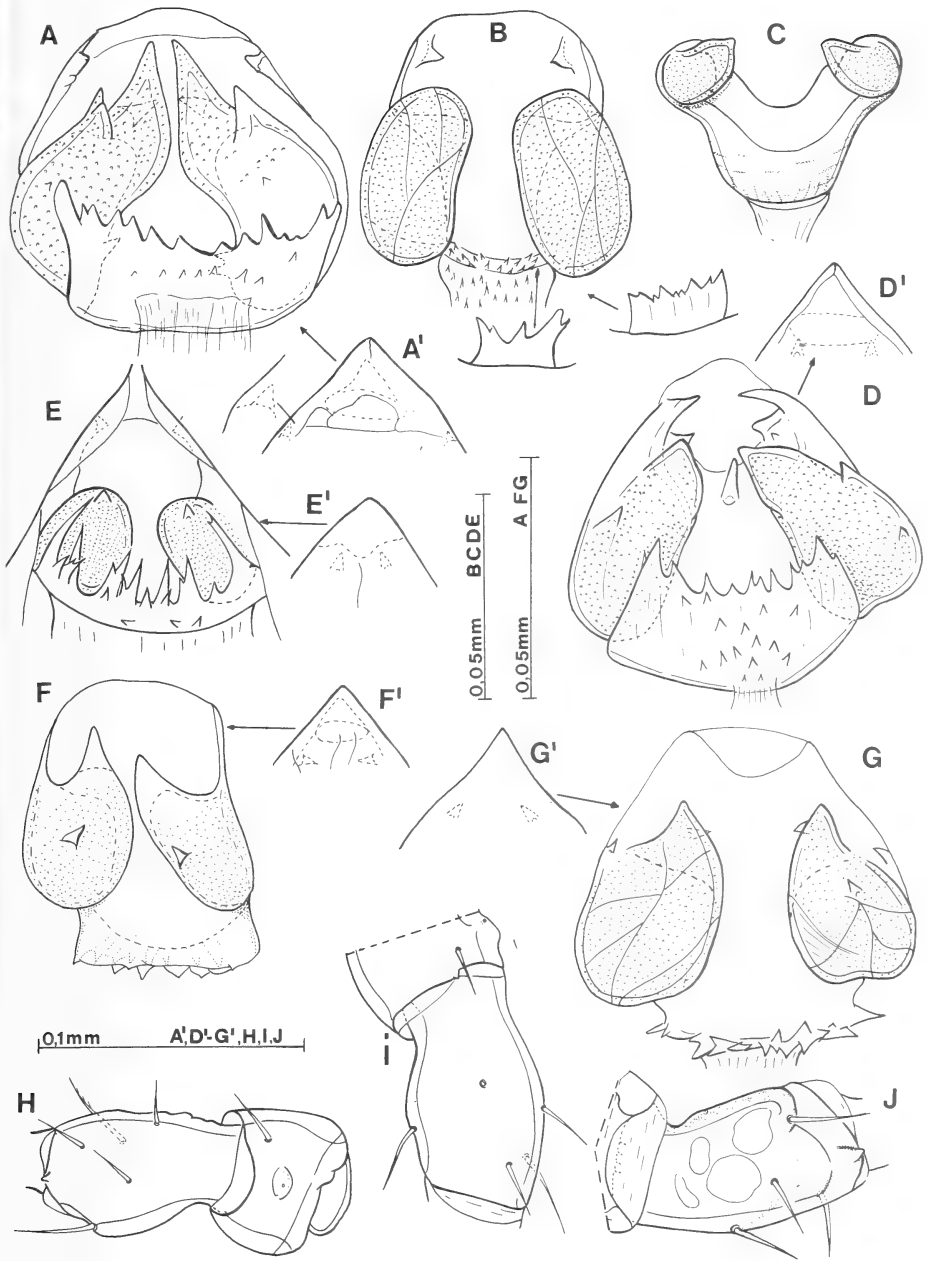 A
B
C
D'
A'
D
E
E'
BCDE
A FG
0,05mm
0,05mm
F
F'
G'
G
0,1mm A',D'-G',H,I,J
i
H
J